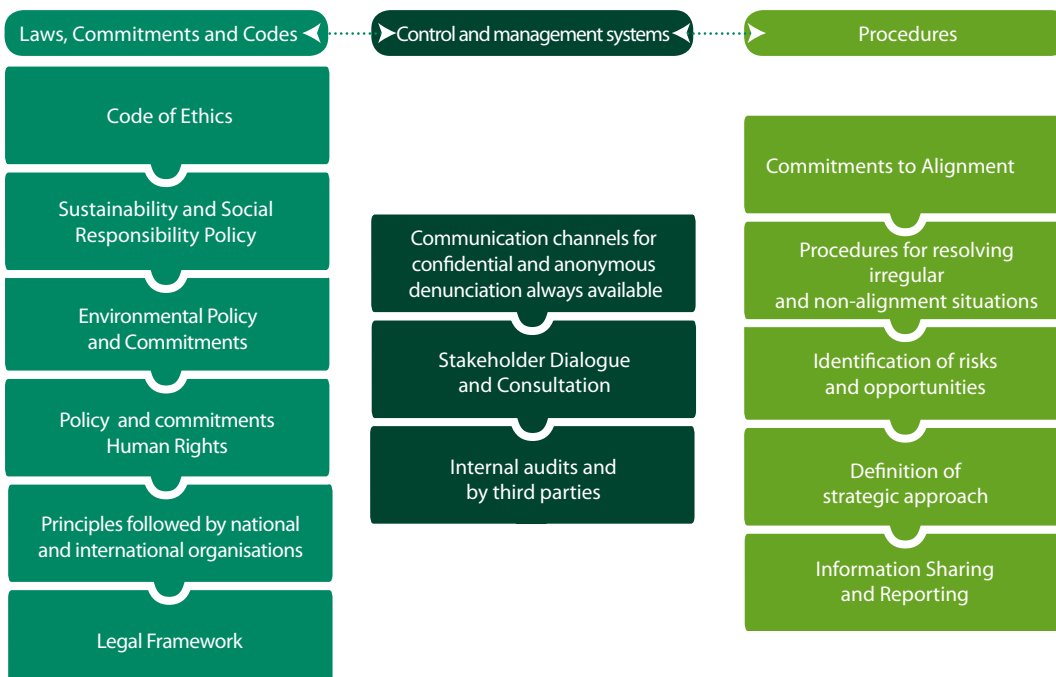 Laws, Commitments and Codes
Control and management systems
Procedures
Code of Ethics
Sustainability and Social
Responsibility Policy
Environmental Policy
and Commitments
Policy and commitments
Human Rights
Principles followed by national
and international organisations
Legal Framework
Communication channels for
confidential and anonymous
denunciation always available
Stakeholder Dialogue
and Consultation
Internal audits and
by third parties
Commitments to Alignment
Procedures for resolving
irregular
and non-alignment situations
Identification of risks
and opportunities
Definition of
strategic approach
Information Sharing
and Reporting